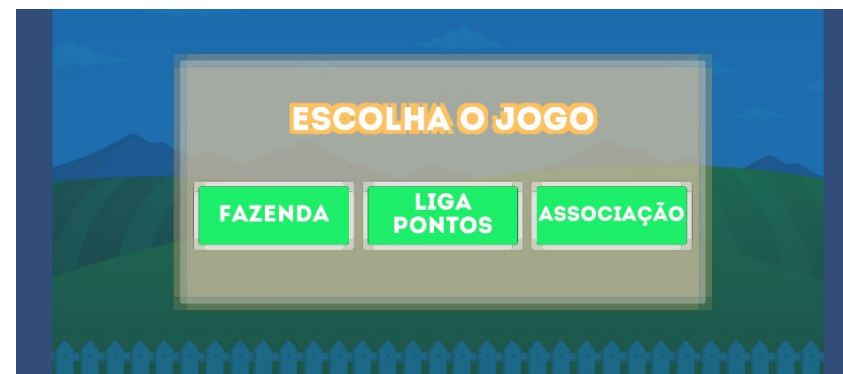 ESCOLHA O JOGO
FAZENDA
LIGA
PONTOS
ASSOCIAÇÃO